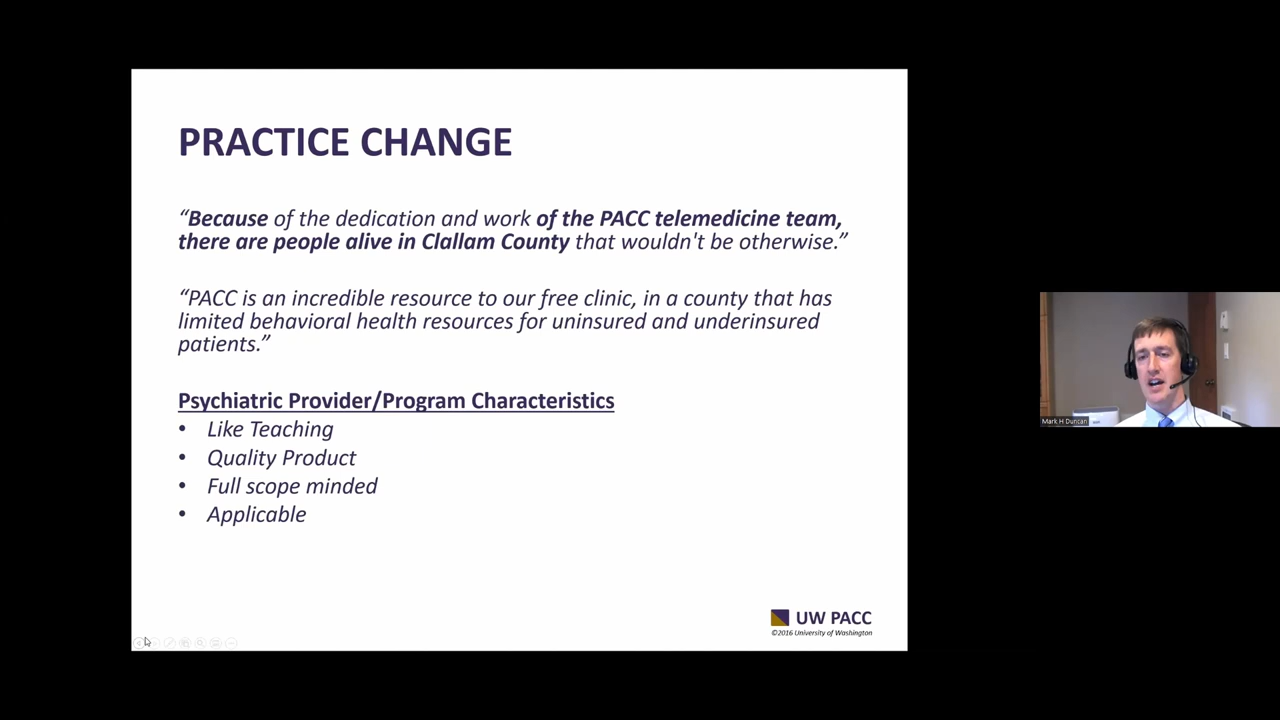 PRACTICE CHANGE
“Because of the dedication and work of the PACC telemedicine team,
there are people alive in Clallam County that wouldn't be otherwise.”
“PACC is an incredible resource to our free clinic, in a county that has
limited behavioral health resources for uninsured and underinsured
patients.”
Psychiatric Provider/Program Characteristics
• Like Teaching
• Quality Product
• Full scope minded
• Applicable
UW PACC
©2016 University of Washington
Mark H Duncan